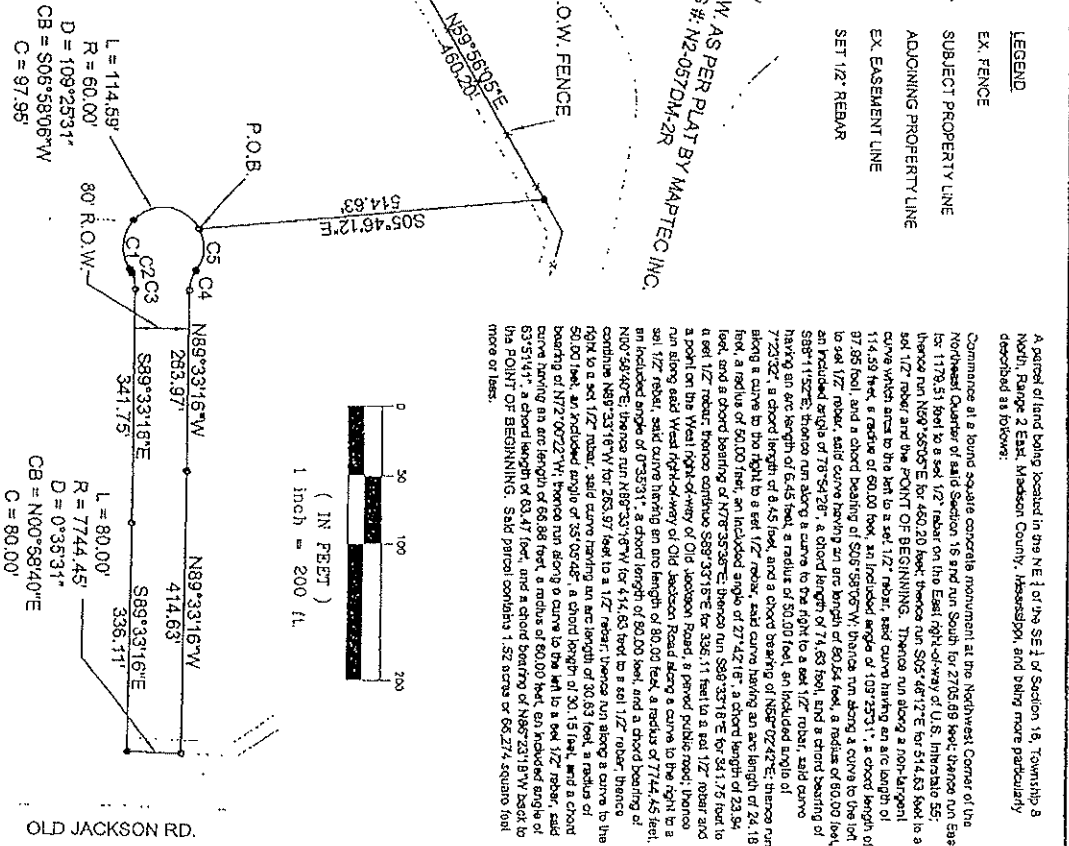 LEGEND
EX. FENCE
SUBJECT PROPERTY LINE
ADJOINING PROPERTY LINE
EX. EASEMENT LINE
SET 1/2" REBAR
W. AS PER PLAT BY MAPTEC INC.
#: N2-057DM-2R
O.W. FENCE
N59°56'05"E
460.20'
S05°46'12"E
514.63'
P.O.B.
L = 114.59'
R = 60.00'
D = 109°25'31"
CB = S06°58'06"W
C = 97.95'
80' R.O.W.
C5
C4
C1
C2
C3
N89°33'16"W
263.97'
S89°33'16"E
341.75'
N89°33'16"W
414.63'
S89°33'16"E
336.11'
L = 80.00'
R = 7744.45'
D = 0°35'31"
CB = N00°58'40"E
C = 80.00'
OLD JACKSON RD.
0 50 100 200
( IN FEET )
1 inch = 200 ft.
A parcel of land being located in the NE ¼ of the SE ¼ of Section 16, Township 8
North, Range 2 East, Madison County, Mississippi, and being more particularly
described as follows:
Commence at a found square concrete monument at the Northwest Corner of the
Northeast Quarter of said Section 16 and run South for 2705.69 feet; thence run Eas
for 1179.51 feet to a set 1/2" rebar on the East right-of-way of U.S. Interstate 55;
thence run N59°56'05"E for 460.20 feet; thence run S05°46'12"E for 514.63 feet to a
set 1/2" rebar and the POINT OF BEGINNING. Thence run along a non-tangent
curve which arcs to the left to a set 1/2" rebar, said curve having an arc length of
114.59 feet, a radius of 60.00 feet, an included angle of 109°25'31", a chord length of
97.95 feet, and a chord bearing of S06°58'06"W; thence run along a curve to the left
to set 1/2" rebar, said curve having an arc length of 80.54 feet, a radius of 60.00 feet,
an included angle of 76°54'28", a chord length of 74.63 feet, and a chord bearing of
S88°11'52"E; thence run along a curve to the right to a set 1/2" rebar, said curve
having an arc length of 6.45 feet, a radius of 50.00 feet, an included angle of
7°23'32", a chord length of 6.45 feet, and a chord bearing of N59°02'42"E; thence run
along a curve to the right to a set 1/2" rebar, said curve having an arc length of 24.18
feet, a radius of 50.00 feet, an included angle of 27°42'16", a chord length of 23.94
feet, and a chord bearing of N76°35'36"E; thence run S89°33'16"E for 341.75 feet to
a set 1/2" rebar; thence continue S89°33'16"E for 336.11 feet to a set 1/2" rebar and
a point on the West right-of-way of Old Jackson Road, a paved public road; thence
run along said West right-of-way of Old Jackson Road along a curve to the right to a
set 1/2" rebar, said curve having an arc length of 80.00 feet, a radius of 7744.45 feet,
an included angle of 0°35'31", a chord length of 80.00 feet, and a chord bearing of
N00°58'40"E; thence run N89°33'16"W for 414.63 feet to a set 1/2" rebar; thence
continue N89°33'16"W for 263.97 feet to a 1/2" rebar; thence run along a curve to the
right to a set 1/2" rebar, said curve having an arc length of 30.63 feet, a radius of
50.00 feet, an included angle of 35°05'48", a chord length of 30.15 feet, and a chord
bearing of N72°00'22"W; thence run along a curve to the left to a set 1/2" rebar, said
curve having an arc length of 66.88 feet, a radius of 60.00 feet, an included angle of
63°51'41", a chord length of 63.47 feet, and a chord bearing of N86°23'18"W back to
the POINT OF BEGINNING. Said parcel contains 1.52 acres or 66,274 square feet
more or less.